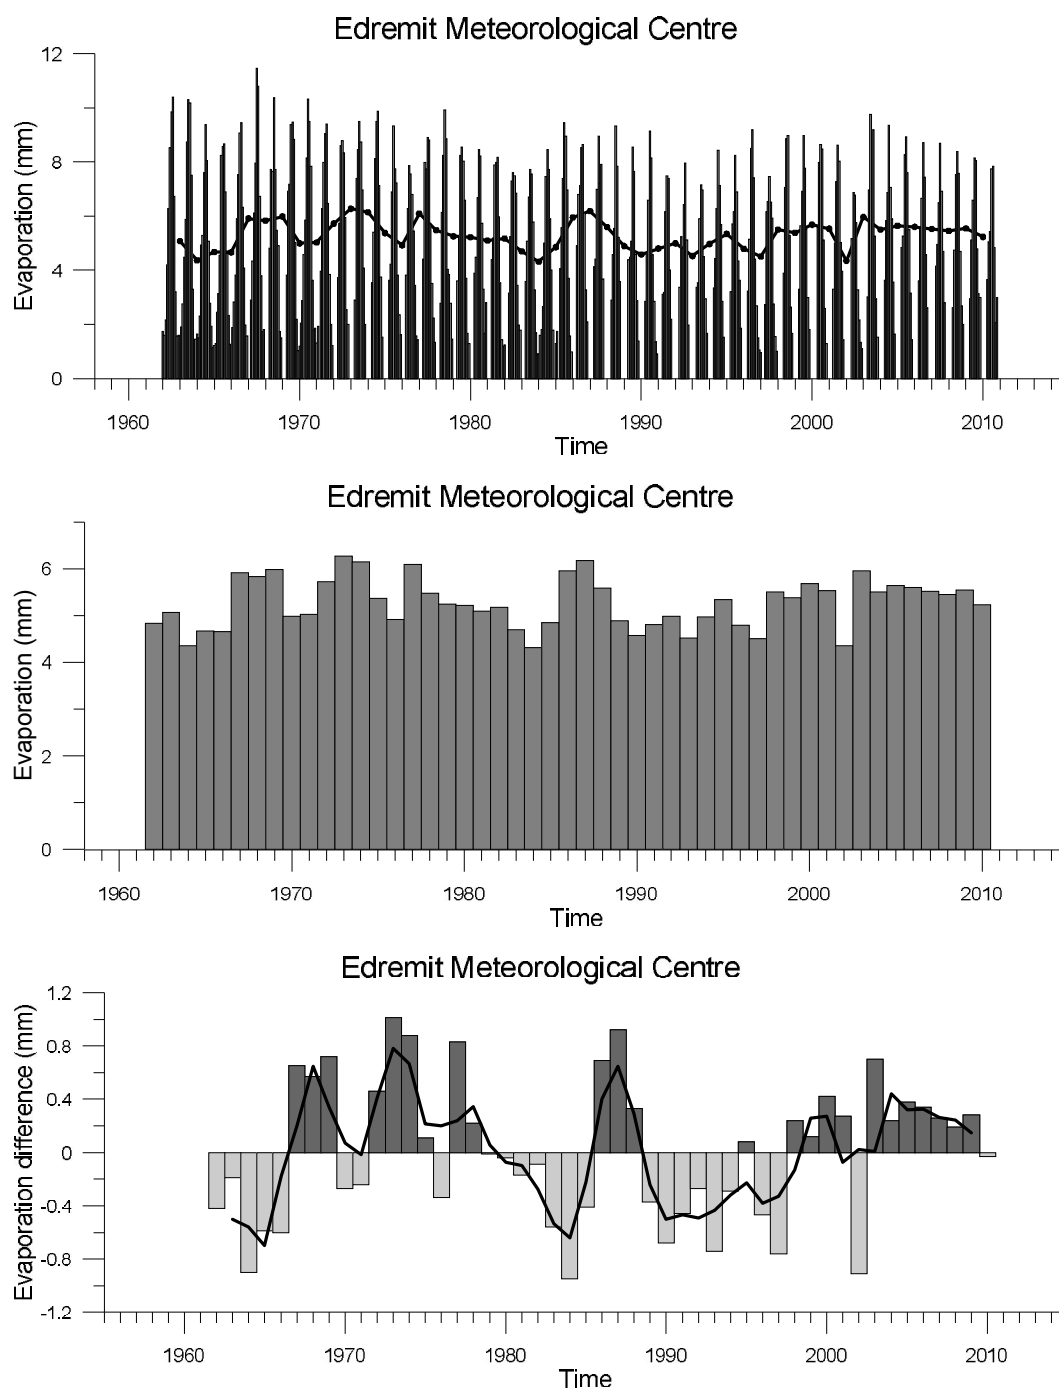 Edremit Meteorological Centre
12
8
4
0
Evaporation (mm)
1960 1970 1980 1990 2000 2010
Time
Edremit Meteorological Centre
6
4
2
0
Evaporation (mm)
1960 1970 1980 1990 2000 2010
Time
Edremit Meteorological Centre
1.2
0.8
0.4
0
-0.4
-0.8
-1.2
Evaporation difference (mm)
1960 1970 1980 1990 2000 2010
Time